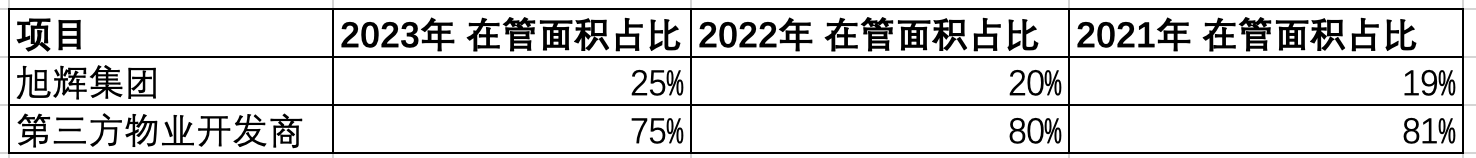 项目 2023年 在管面积占比 2022年 在管面积占比 2021年 在管面积占比
旭辉集团 25% 20% 19%
第三方物业开发商 75% 80% 81%